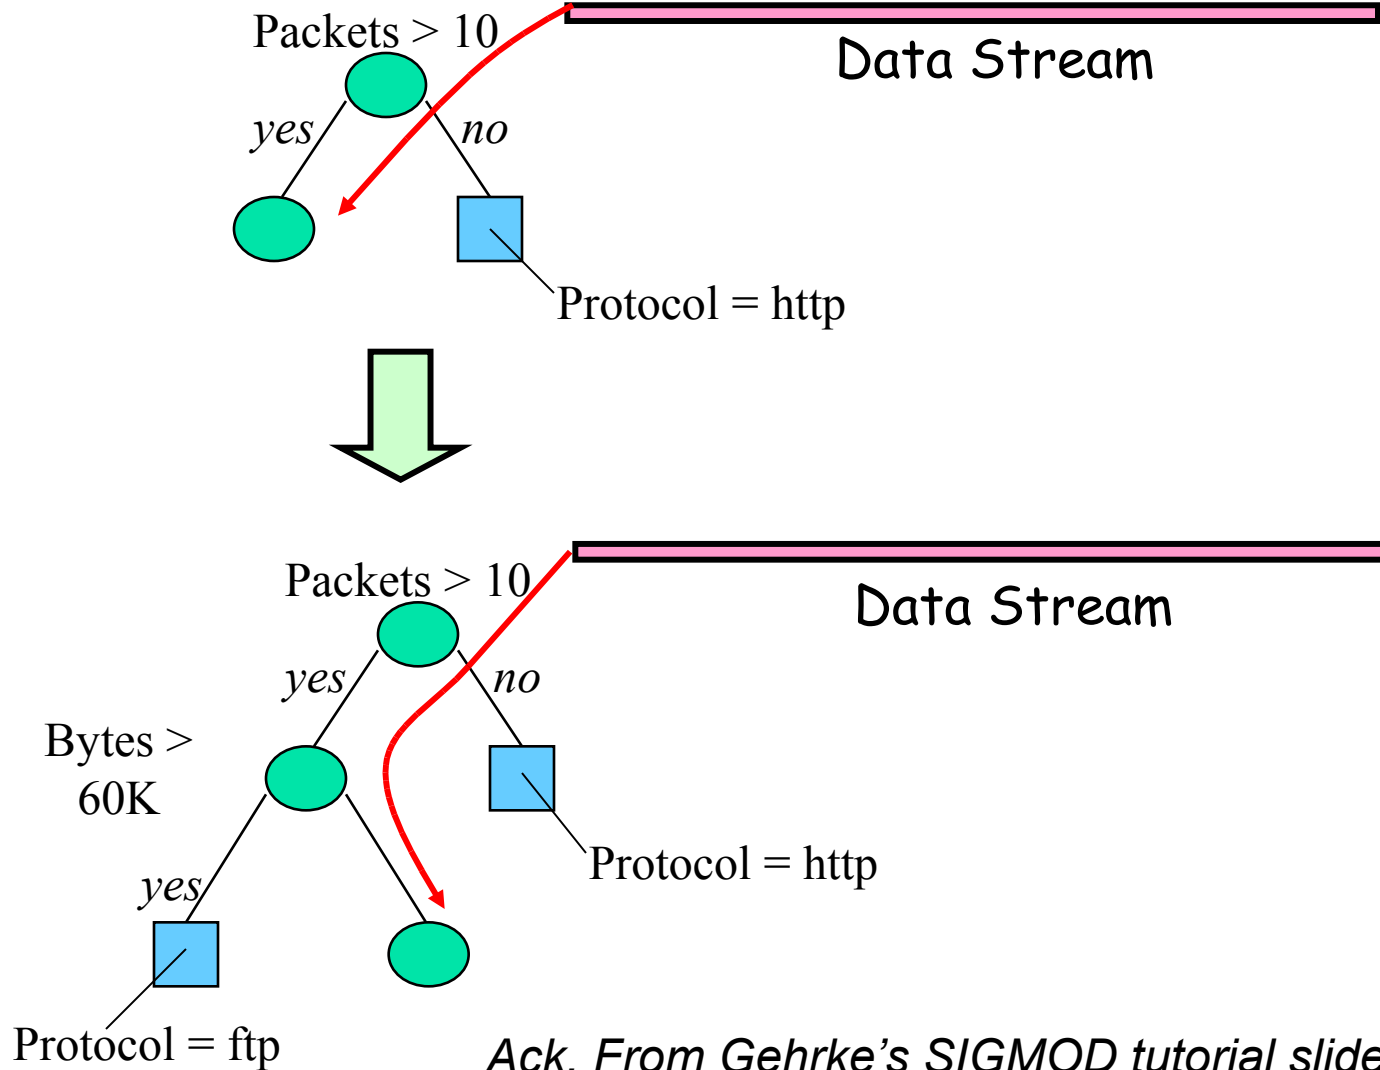 Packets > 10
Data Stream
yes
no
Protocol = http
Packets > 10
Data Stream
yes
no
Bytes >
60K
Protocol = http
yes
Protocol = ftp
Ack. From Gehrke's SIGMOD tutorial slide